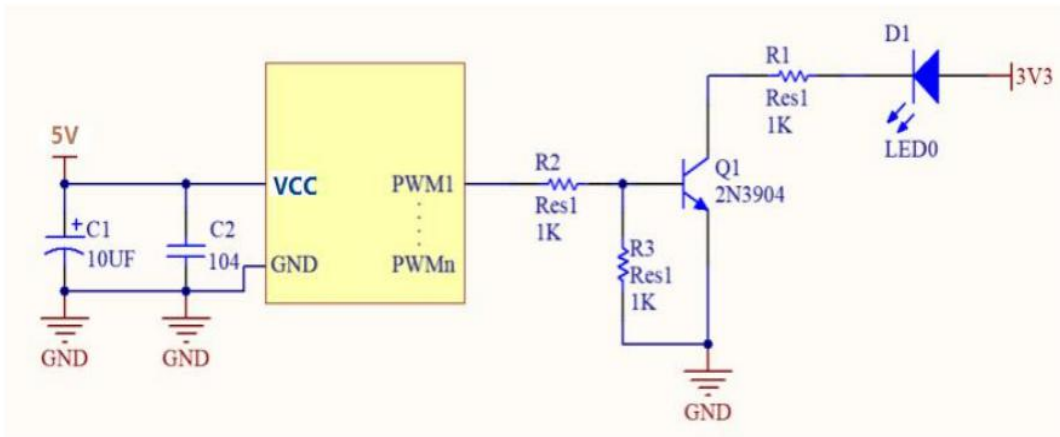 D1
R1
3V3
Res1
1K
5V
LED0
R2
Q1
VCC
PWM1
2N3904
Res1
C1
C2
1K
R3
10UF
104
GND
PWMn
Res1
1K
GND
GND
GND